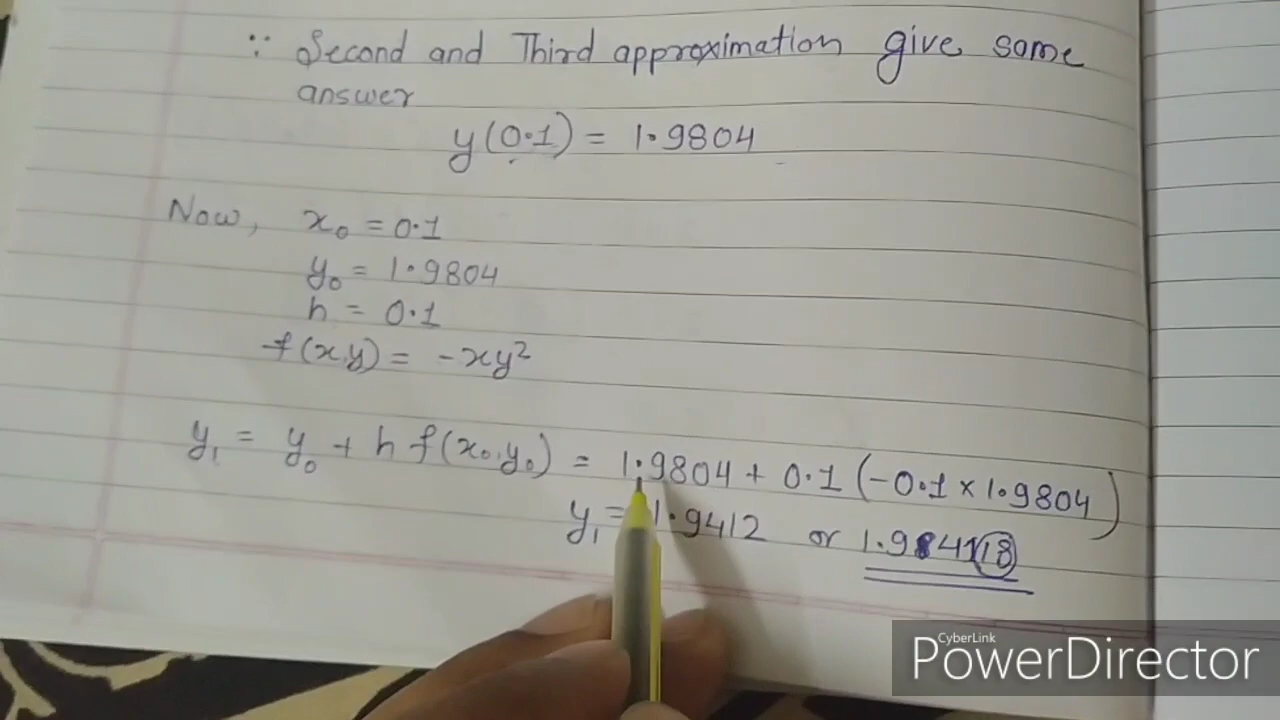 ∵ Second and Third approximation give same
answer
y(0.1) = 1.9804
Now, x₀ = 0.1
y₀ = 1.9804
h = 0.1
f(x,y) = -xy²
y₁ = y₀ + h f(x₀,y₀) = 1.9804 + 0.1 (-0.1 × 1.9804)
y₁ = 1.9412 or
CyberLink
PowerDirector